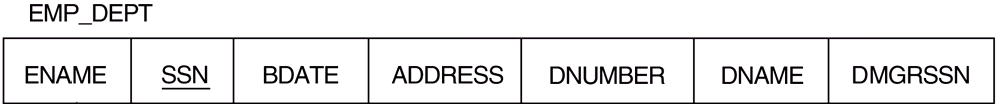 EMP_DEPT
ENAME SSN BDATE ADDRESS DNUMBER DNAME DMGRSSN